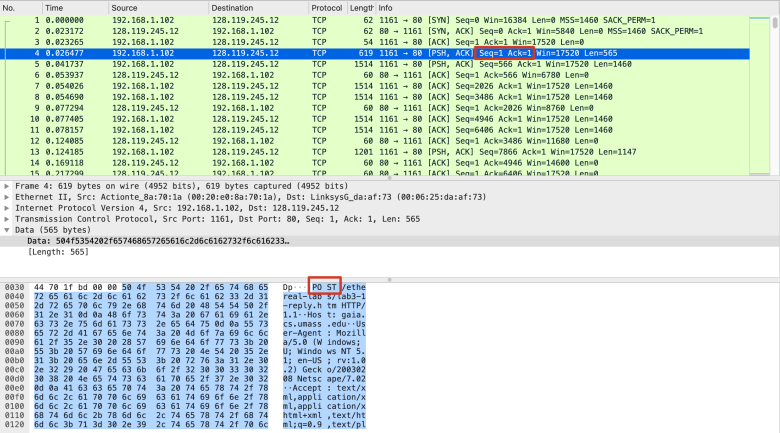 No. Time Source Destination Protocol Length Info
1 0.000000 192.168.1.102 128.119.245.12 TCP 62 1161 → 80 [SYN] Seq=0 Win=16384 Len=0 MSS=1460 SACK_PERM=1
2 0.023172 128.119.245.12 192.168.1.102 TCP 62 80 → 1161 [SYN, ACK] Seq=0 Ack=1 Win=5840 Len=0 MSS=1460 SACK_PERM=1
3 0.023265 192.168.1.102 128.119.245.12 TCP 54 1161 → 80 [ACK] Seq=1 Ack=1 Win=17520 Len=0
4 0.026477 192.168.1.102 128.119.245.12 TCP 619 1161 → 80 [PSH, ACK] Seq=1 Ack=1 Win=17520 Len=565
5 0.041737 192.168.1.102 128.119.245.12 TCP 1514 1161 → 80 [PSH, ACK] Seq=566 Ack=1 Win=17520 Len=1460
6 0.053937 128.119.245.12 192.168.1.102 TCP 60 80 → 1161 [ACK] Seq=1 Ack=566 Win=6780 Len=0
7 0.054026 192.168.1.102 128.119.245.12 TCP 1514 1161 → 80 [ACK] Seq=2026 Ack=1 Win=17520 Len=1460
8 0.054690 192.168.1.102 128.119.245.12 TCP 1514 1161 → 80 [ACK] Seq=3486 Ack=1 Win=17520 Len=1460
9 0.077294 128.119.245.12 192.168.1.102 TCP 60 80 → 1161 [ACK] Seq=1 Ack=2026 Win=8760 Len=0
10 0.077405 192.168.1.102 128.119.245.12 TCP 1514 1161 → 80 [ACK] Seq=4946 Ack=1 Win=17520 Len=1460
11 0.078157 192.168.1.102 128.119.245.12 TCP 1514 1161 → 80 [ACK] Seq=6406 Ack=1 Win=17520 Len=1460
12 0.124085 128.119.245.12 192.168.1.102 TCP 60 80 → 1161 [ACK] Seq=1 Ack=3486 Win=11680 Len=0
13 0.124185 192.168.1.102 128.119.245.12 TCP 1201 1161 → 80 [PSH, ACK] Seq=7866 Ack=1 Win=17520 Len=1147
14 0.169118 128.119.245.12 192.168.1.102 TCP 60 80 → 1161 [ACK] Seq=1 Ack=4946 Win=14600 Len=0
15 0.217299 128.119.245.12 192.168.1.102 TCP 60 80 → 1161 [ACK] Seq=1 Ack=6406 Win=17520 Len=0
Frame 4: 619 bytes on wire (4952 bits), 619 bytes captured (4952 bits)
Ethernet II, Src: Actionte_8a:70:1a (00:20:e0:8a:70:1a), Dst: LinksysG_da:af:73 (00:06:25:da:af:73)
Internet Protocol Version 4, Src: 192.168.1.102, Dst: 128.119.245.12
Transmission Control Protocol, Src Port: 1161, Dst Port: 80, Seq: 1, Ack: 1, Len: 565
Data (565 bytes)
Data: 504f5354202f657468657265616c2d6c6162732f6c616233…
[Length: 565]
0030 44 70 1f bd 00 00 50 4f 53 54 20 2f 65 74 68 65 Dp····PO ST /ethe
0040 72 65 61 6c 2d 6c 61 62 73 2f 6c 61 62 33 2d 31 real-lab s/lab3-1
0050 2d 72 65 70 6c 79 2e 68 74 6d 20 48 54 54 50 2f -reply.h tm HTTP/
0060 31 2e 31 0d 0a 48 6f 73 74 3a 20 67 61 69 61 2e 1.1··Hos t: gaia.
0070 63 73 2e 75 6d 61 73 73 2e 65 64 75 0d 0a 55 73 cs.umass .edu··Us
0080 65 72 2d 41 67 65 6e 74 3a 20 4d 6f 7a 69 6c 6c er-Agent : Mozill
0090 61 2f 35 2e 30 20 28 57 69 6e 64 6f 77 73 3b 20 a/5.0 (W indows;
00a0 55 3b 20 57 69 6e 64 6f 77 73 20 4e 54 20 35 2e U; Windo ws NT 5.
00b0 31 3b 20 65 6e 2d 55 53 3b 20 72 76 3a 31 2e 30 1; en-US ; rv:1.0
00c0 2e 32 29 20 47 65 63 6b 6f 2f 32 30 30 33 30 32 .2) Geck o/200302
00d0 30 38 20 4e 65 74 73 63 61 70 65 2f 37 2e 30 32 08 Netsc ape/7.02
00e0 0d 0a 41 63 63 65 70 74 3a 20 74 65 78 74 2f 78 ··Accept : text/x
00f0 6d 6c 2c 61 70 70 6c 69 63 61 74 69 6f 6e 2f 78 ml,appli cation/x
0100 6d 6c 2c 61 70 70 6c 69 63 61 74 69 6f 6e 2f 78 ml,appli cation/x
0110 68 74 6d 6c 2b 78 6d 6c 2c 74 65 78 74 2f 68 74 html+xml ,text/ht
0120 6d 6c 3b 71 3d 30 2e 39 2c 74 65 78 74 2f 70 6c ml;q=0.9 ,text/pl